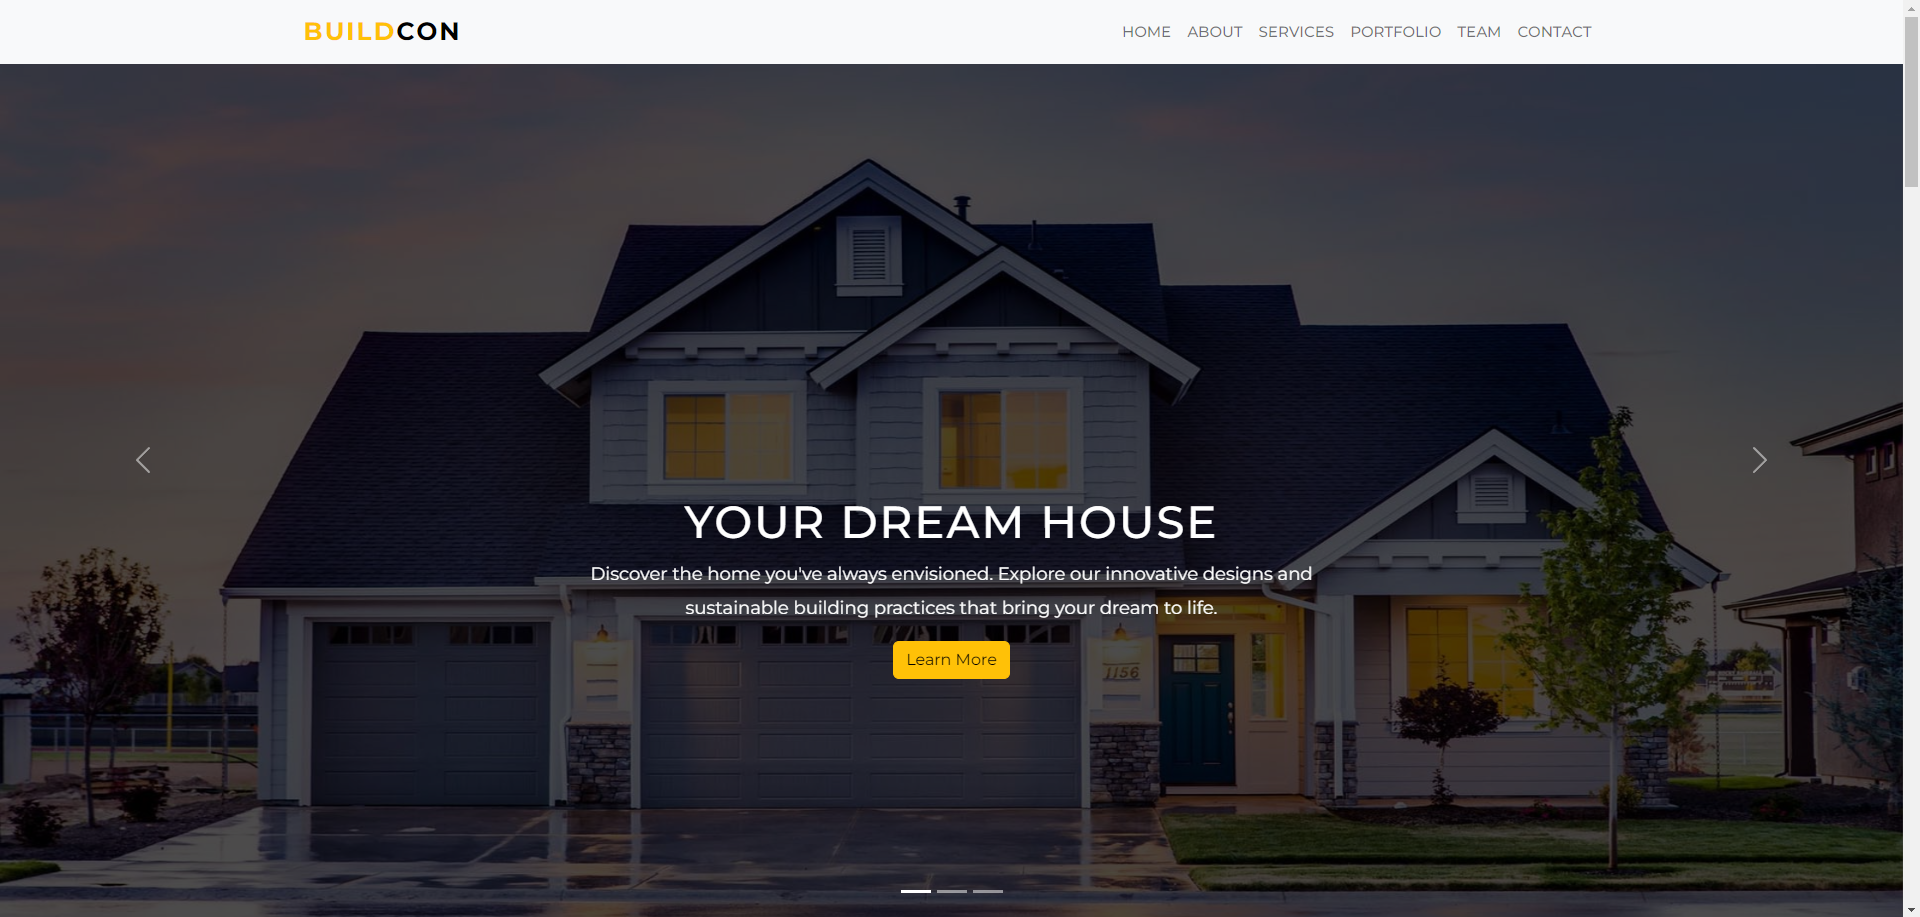 BUILDCON
HOME ABOUT SERVICES PORTFOLIO TEAM CONTACT
YOUR DREAM HOUSE
Discover the home you've always envisioned. Explore our innovative designs and
sustainable building practices that bring your dream to life.
Learn More
1156